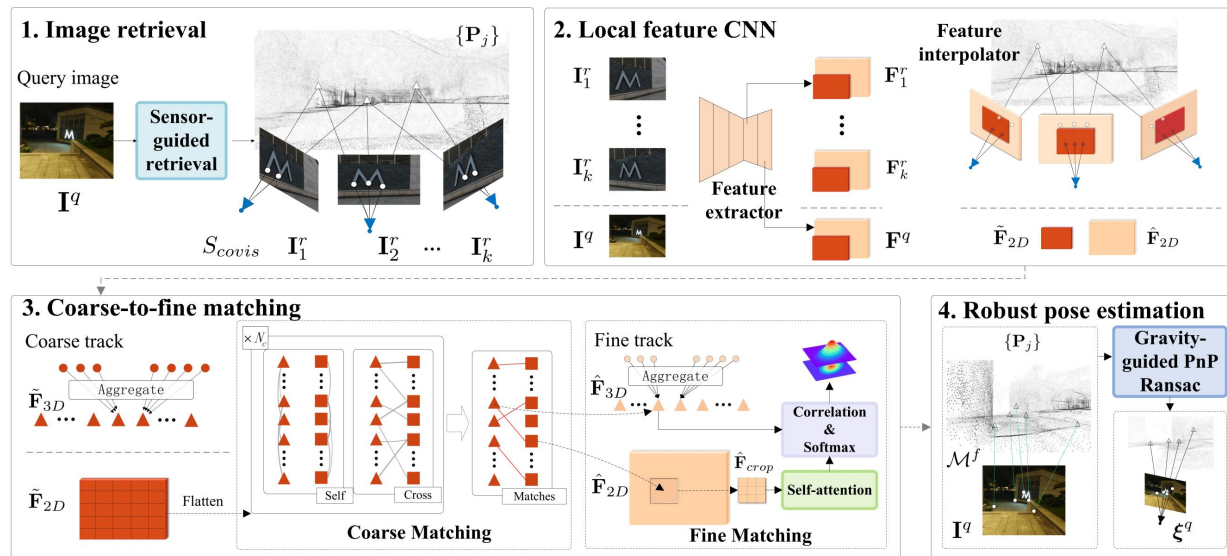 1. Image retrieval
{P_j}
Query image
Sensor-
guided
retrieval
I^q
S_covis I_1^r I_2^r ... I_k^r
2. Local feature CNN
I_1^r
I_k^r
I^q
Feature
extractor
F_1^r
F_k^r
F^q
Feature
interpolator
F̃_2D F̂_2D
3. Coarse-to-fine matching
Coarse track
Aggregate
F̃_3D
F̃_2D
Flatten
× N_c
Self
Cross
Matches
Coarse Matching
Fine track
Aggregate
F̂_3D
Correlation
&
Softmax
F̂_2D
F̂_crop
Self-attention
Fine Matching
4. Robust pose estimation
{P_j}
Gravity-
guided PnP
Ransac
M^f
I^q
ξ^q